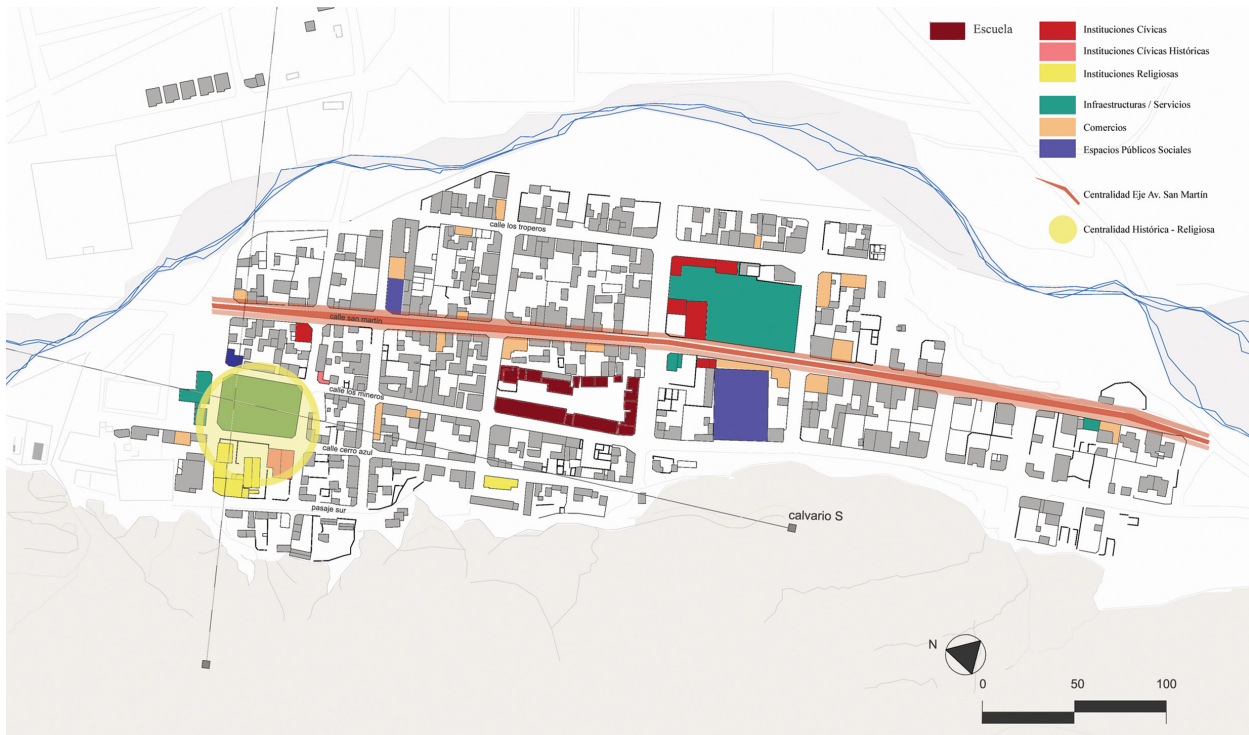 Escuela
Instituciones Cívicas
Instituciones Cívicas Históricas
Instituciones Religiosas
Infraestructuras / Servicios
Comercios
Espacios Públicos Sociales
Centralidad Eje Av. San Martín
Centralidad Histórica - Religiosa
calle los troperos
calle san martin
calle los mineros
calle cerro azul
pasaje sur
calvario S
N
0 50 100